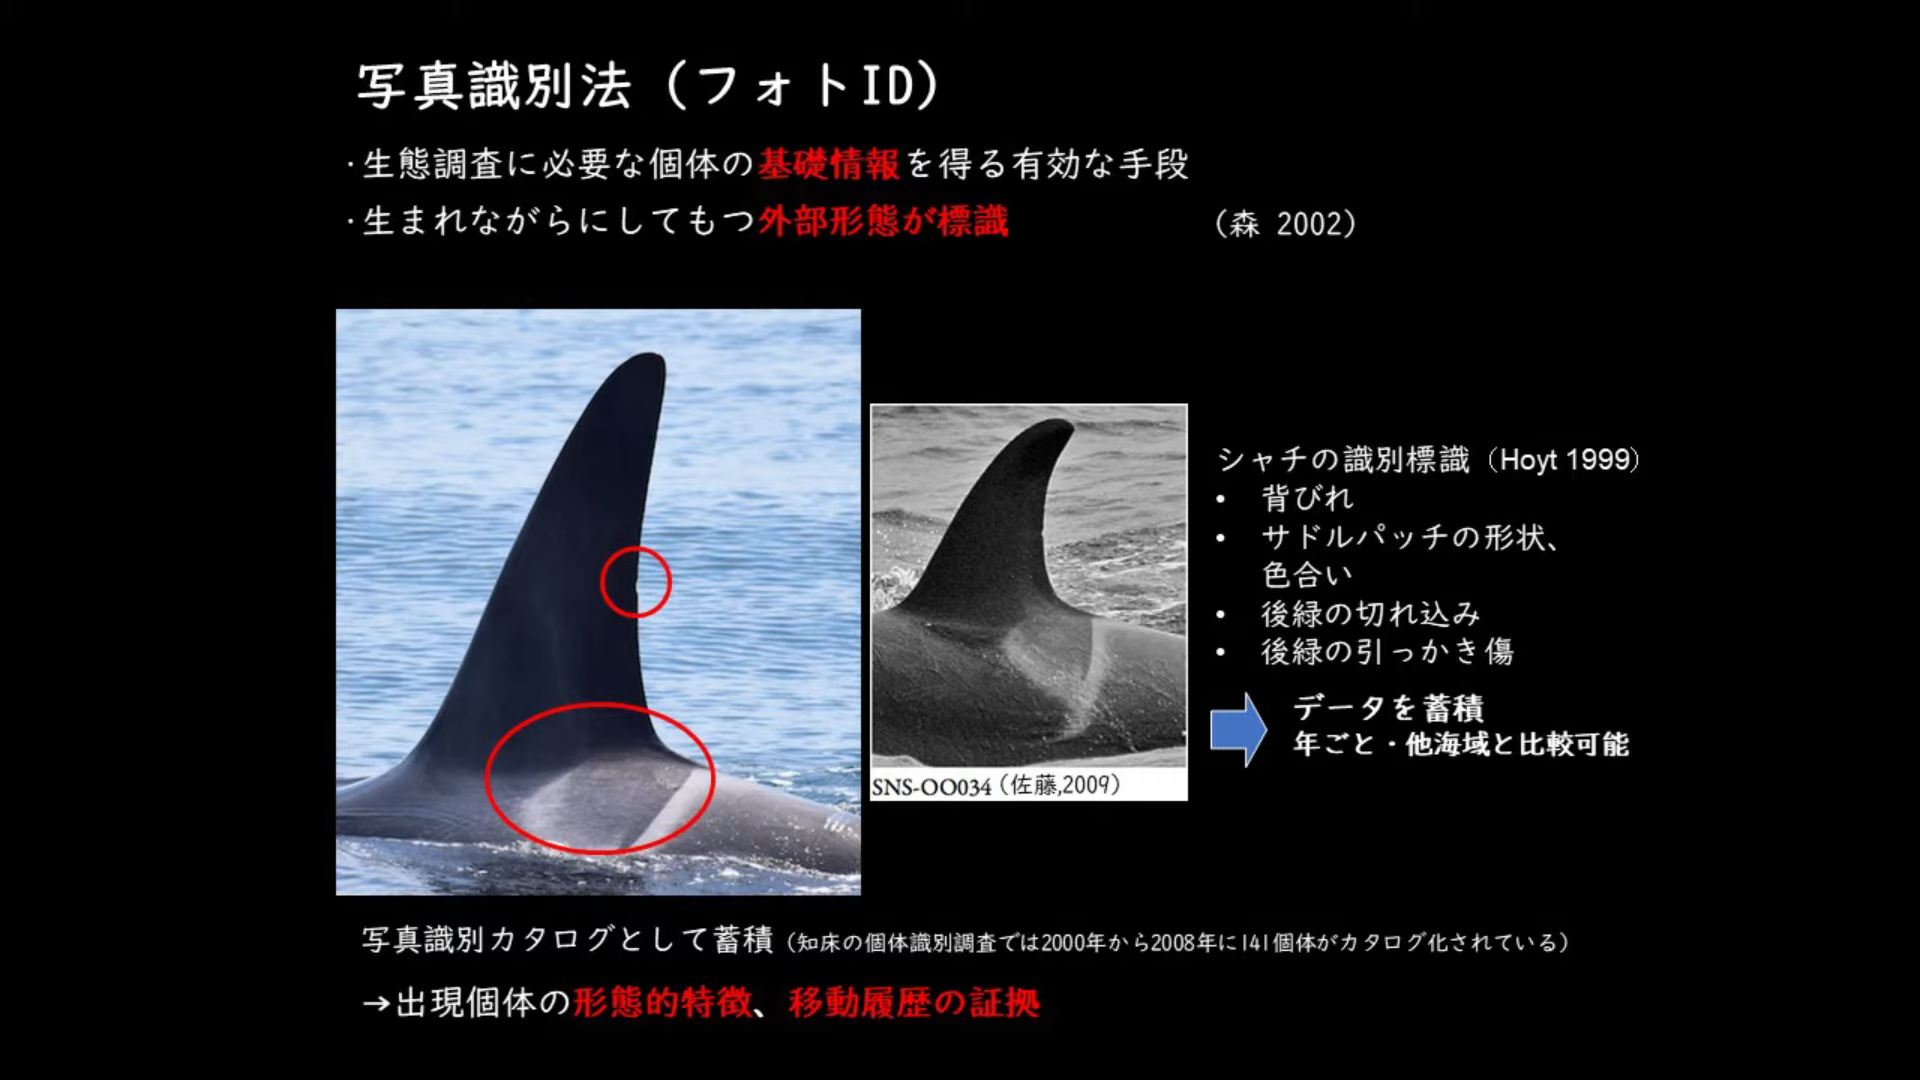 写真識別法（フォトID）
・生態調査に必要な個体の基礎情報を得る有効な手段
・生まれながらにしてもつ外部形態が標識 （森 2002）
シャチの識別標識（Hoyt 1999）
• 背びれ
• サドルパッチの形状、
色合い
• 後緑の切れ込み
• 後緑の引っかき傷
データを蓄積
年ごと・他海域と比較可能
SNS-OO034（佐藤,2009）
写真識別カタログとして蓄積（知床の個体識別調査では2000年から2008年に141個体がカタログ化されている）
→出現個体の形態的特徴、移動履歴の証拠